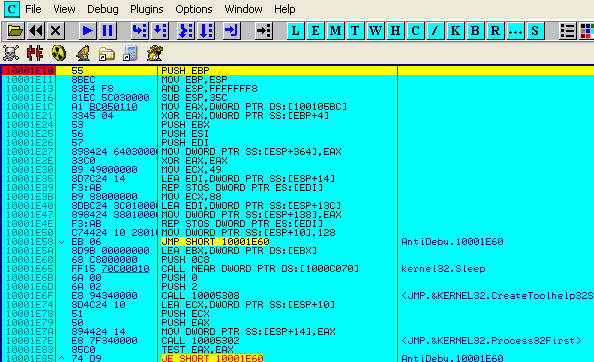 C File View Debug Plugins Options Window Help
L E M T W H C / K B R ... S
10001E10 55 PUSH EBP
10001E11 8BEC MOV EBP,ESP
10001E13 83E4 F8 AND ESP,FFFFFFF8
10001E16 81EC 5C030000 SUB ESP,35C
10001E1C A1 BC050110 MOV EAX,DWORD PTR DS:[100105BC]
10001E21 3345 04 XOR EAX,DWORD PTR SS:[EBP+4]
10001E24 53 PUSH EBX
10001E25 56 PUSH ESI
10001E26 57 PUSH EDI
10001E27 898424 64030000 MOV DWORD PTR SS:[ESP+364],EAX
10001E2E 33C0 XOR EAX,EAX
10001E30 B9 49000000 MOV ECX,49
10001E35 8D7C24 14 LEA EDI,DWORD PTR SS:[ESP+14]
10001E39 F3:AB REP STOS DWORD PTR ES:[EDI]
10001E3B B9 88000000 MOV ECX,88
10001E40 8DBC24 3C01000 LEA EDI,DWORD PTR SS:[ESP+13C]
10001E47 898424 3801000 MOV DWORD PTR SS:[ESP+138],EAX
10001E4E F3:AB REP STOS DWORD PTR ES:[EDI]
10001E50 C74424 10 28010 MOV DWORD PTR SS:[ESP+10],128
10001E58 EB 06 JMP SHORT 10001E60 AntiDebu.10001E60
10001E5A 8D9B 00000000 LEA EBX,DWORD PTR DS:[EBX]
10001E60 68 C8000000 PUSH 0C8
10001E65 FF15 70C00010 CALL NEAR DWORD PTR DS:[1000C070] kernel32.Sleep
10001E6B 6A 00 PUSH 0
10001E6D 6A 02 PUSH 2
10001E6F E8 94340000 CALL 10005308 <JMP.&KERNEL32.CreateToolhelp32S
10001E74 8D4C24 10 LEA ECX,DWORD PTR SS:[ESP+10]
10001E78 51 PUSH ECX
10001E79 50 PUSH EAX
10001E7A 894424 14 MOV DWORD PTR SS:[ESP+14],EAX
10001E7E E8 7F340000 CALL 10005302 <JMP.&KERNEL32.Process32First>
10001E83 85C0 TEST EAX,EAX
10001E85 74 D9 JE SHORT 10001E60 AntiDebu.10001E60